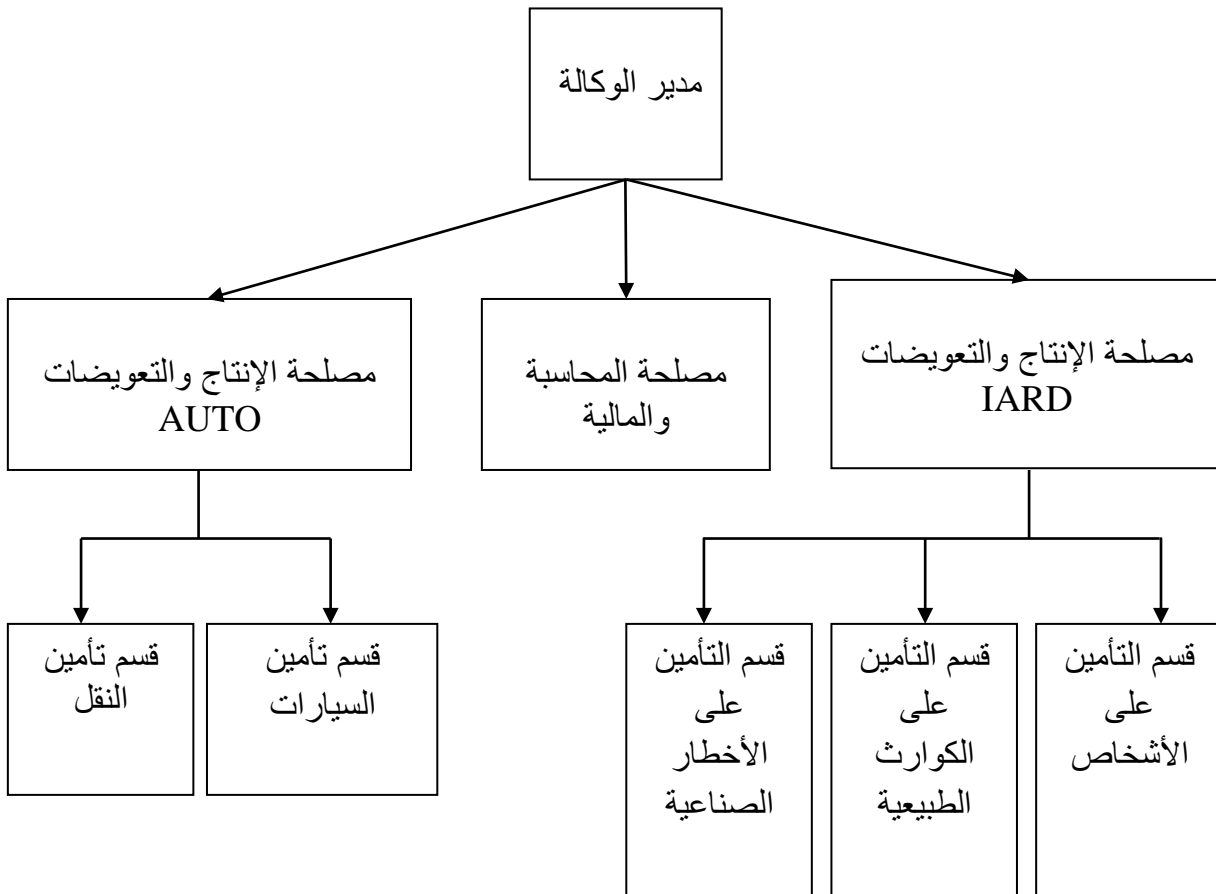 مدير الوكالة
مصلحة الإنتاج والتعويضات
IARD
مصلحة المحاسبة
والمالية
مصلحة الإنتاج والتعويضات
AUTO
قسم التأمين
على
الأشخاص
قسم التأمين
على
الكوارث
الطبيعية
قسم التأمين
على
الأخطار
الصناعية
قسم تأمين
السيارات
قسم تأمين
النقل